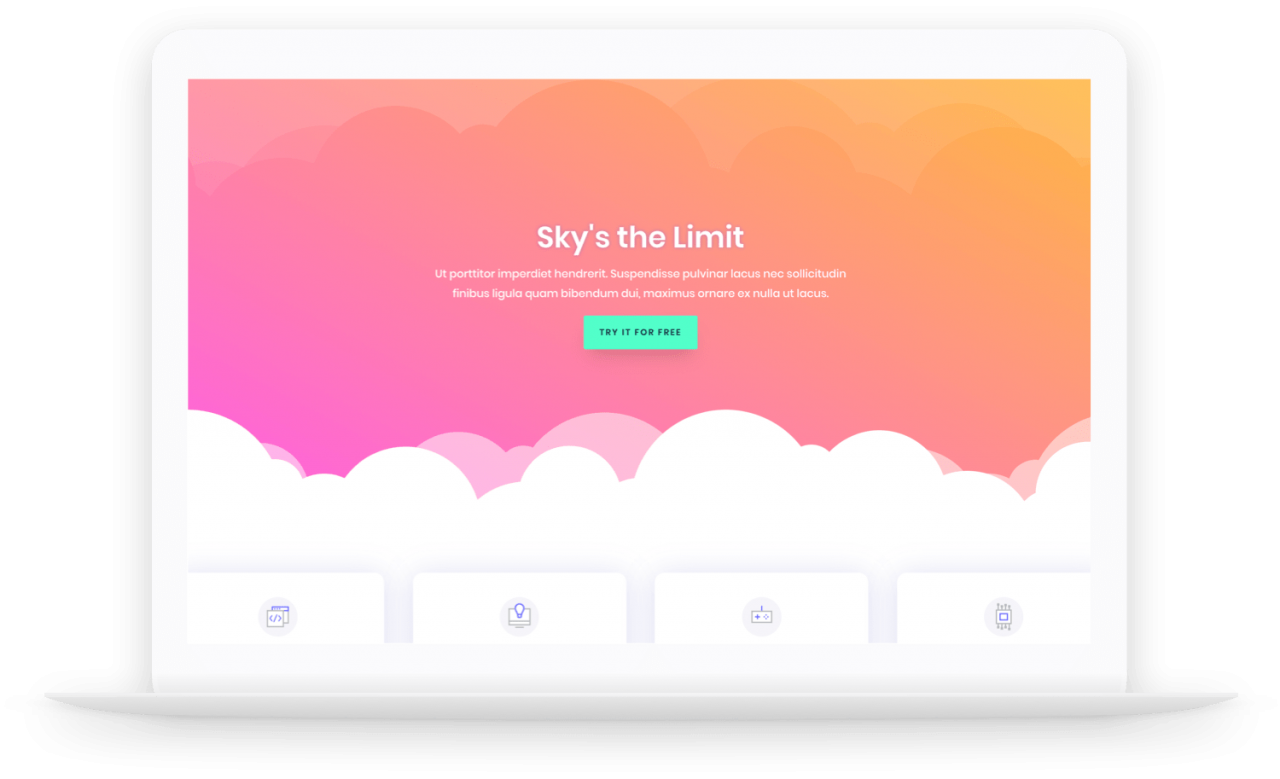 Sky's the Limit
Ut porttitor imperdiet hendrerit. Suspendisse pulvinar lacus nec sollicitudin
finibus ligula quam bibendum dui, maximus ornare ex nulla ut lacus.
TRY IT FOR FREE